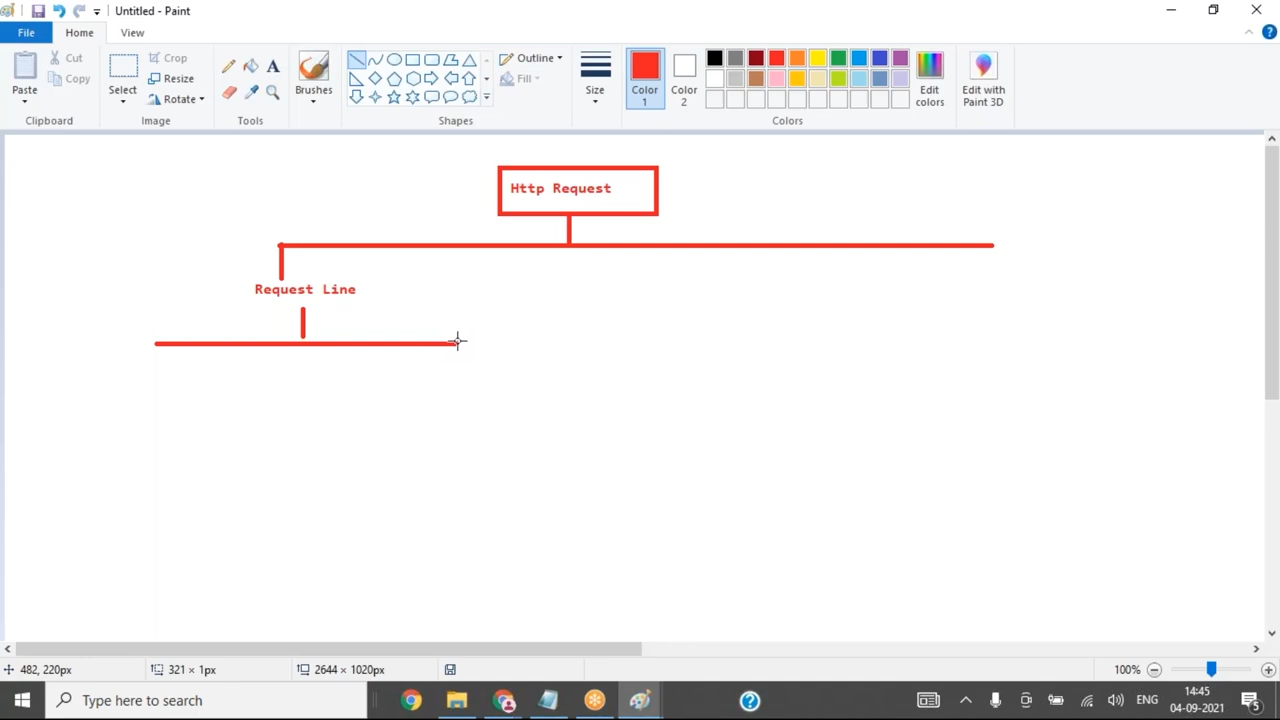 Untitled - Paint
File
Home
View
Paste
Cut
Copy
Clipboard
Select
Crop
Resize
Rotate
Image
Tools
Brushes
Shapes
Outline
Fill
Size
Color
1
Color
2
Edit
colors
Edit with
Paint 3D
Colors
Http Request
Request Line
482, 220px
321 × 1px
2644 × 1020px
100%
Type here to search
ENG
14:45
04-09-2021
5